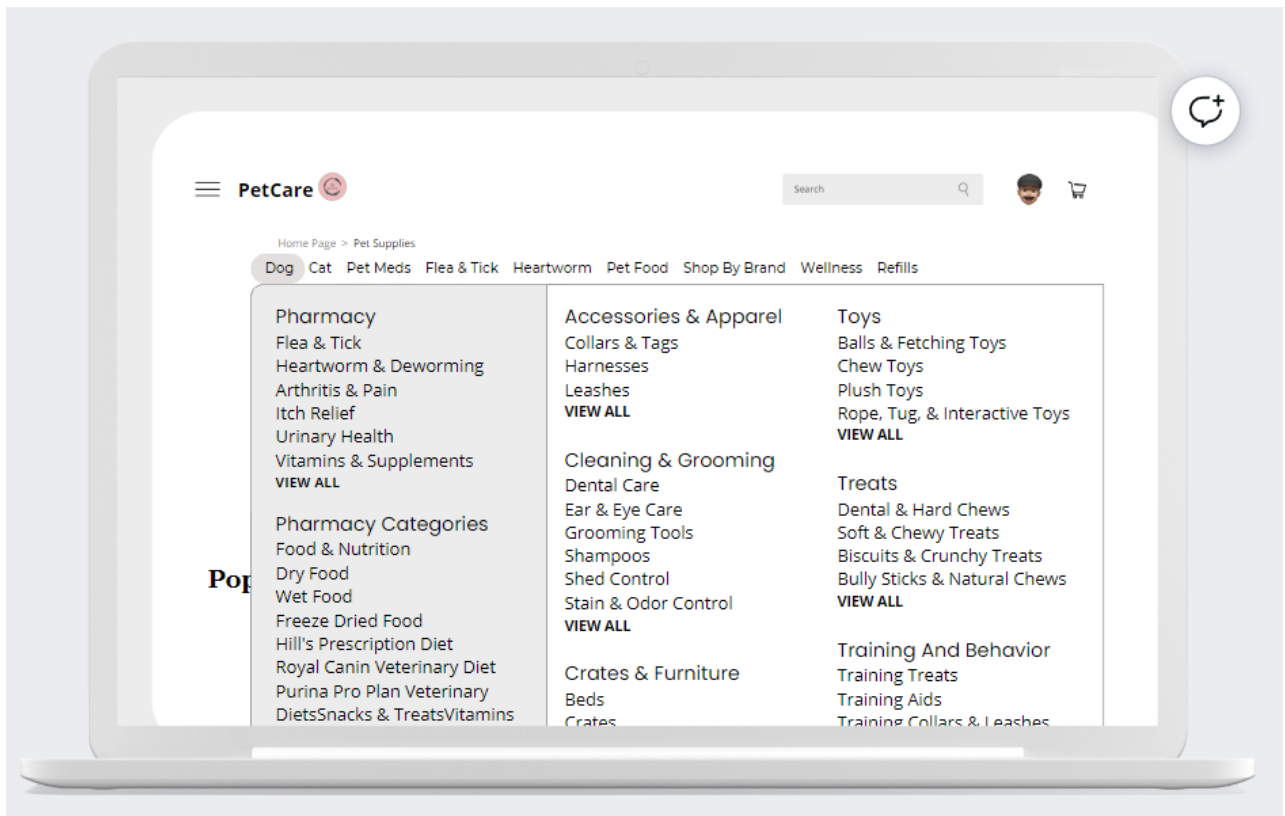 PetCare
Search
Home Page > Pet Supplies
Dog Cat Pet Meds Flea & Tick Heartworm Pet Food Shop By Brand Wellness Refills
Pharmacy
Flea & Tick
Heartworm & Deworming
Arthritis & Pain
Itch Relief
Urinary Health
Vitamins & Supplements
VIEW ALL
Pharmacy Categories
Food & Nutrition
Dry Food
Wet Food
Freeze Dried Food
Hill's Prescription Diet
Royal Canin Veterinary Diet
Purina Pro Plan Veterinary
DietsSnacks & TreatsVitamins
Accessories & Apparel
Collars & Tags
Harnesses
Leashes
VIEW ALL
Cleaning & Grooming
Dental Care
Ear & Eye Care
Grooming Tools
Shampoos
Shed Control
Stain & Odor Control
VIEW ALL
Crates & Furniture
Beds
Crates
Toys
Balls & Fetching Toys
Chew Toys
Plush Toys
Rope, Tug, & Interactive Toys
VIEW ALL
Treats
Dental & Hard Chews
Soft & Chewy Treats
Biscuits & Crunchy Treats
Bully Sticks & Natural Chews
VIEW ALL
Training And Behavior
Training Treats
Training Aids
Training Collars & Leashes
Pop